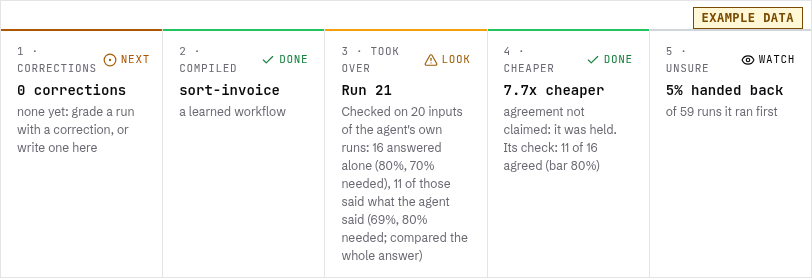 EXAMPLE DATA
1 ·
CORRECTIONS
NEXT
0 corrections
none yet: grade a run
with a correction, or
write one here
2 ·
COMPILED
DONE
sort-invoice
a learned workflow
3 · TOOK
OVER
LOOK
Run 21
Checked on 20 inputs
of the agent's own
runs: 16 answered
alone (80%, 70%
needed), 11 of those
said what the agent
said (69%, 80%
needed; compared the
whole answer)
4 ·
CHEAPER
DONE
7.7x cheaper
agreement not
claimed: it was held.
Its check: 11 of 16
agreed (bar 80%)
5 ·
UNSURE
WATCH
5% handed back
of 59 runs it ran first